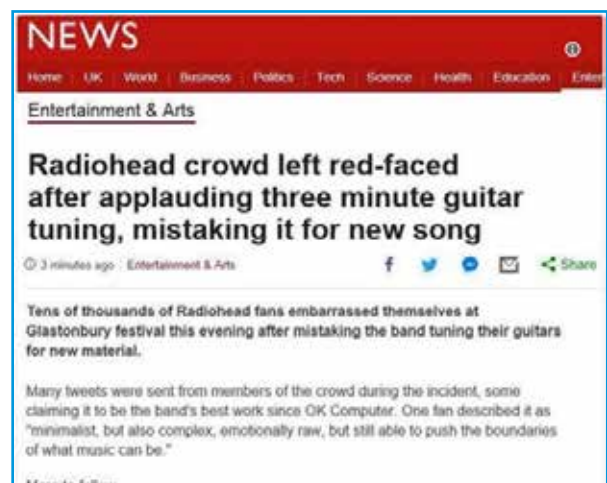 NEWS
Home UK World Business Politics Tech Science Health Education Enter
Entertainment & Arts
Radiohead crowd left red-faced
after applauding three minute guitar
tuning, mistaking it for new song
3 minutes ago Entertainment & Arts Share
Tens of thousands of Radiohead fans embarrassed themselves at
Glastonbury festival this evening after mistaking the band tuning their guitars
for new material.
Many tweets were sent from members of the crowd during the incident, some
claiming it to be the band's best work since OK Computer. One fan described it as
"minimalist, but also complex, emotionally raw, but still able to push the boundaries
of what music can be."